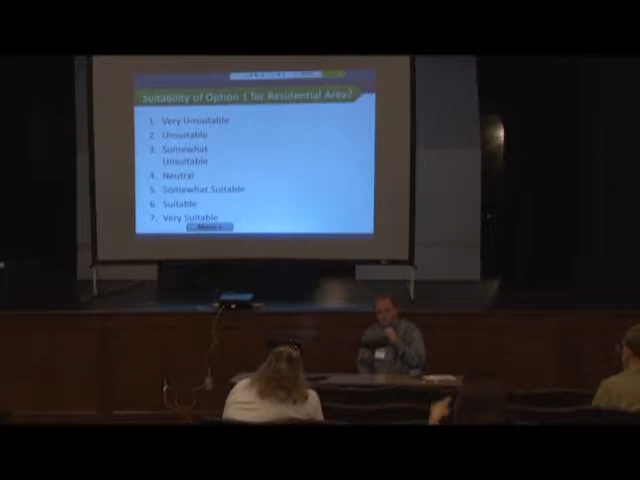 Suitability of Option 1 for Residential Area?
1. Very Unsuitable
2. Unsuitable
3. Somewhat
Unsuitable
4. Neutral
5. Somewhat Suitable
6. Suitable
7. Very Suitable